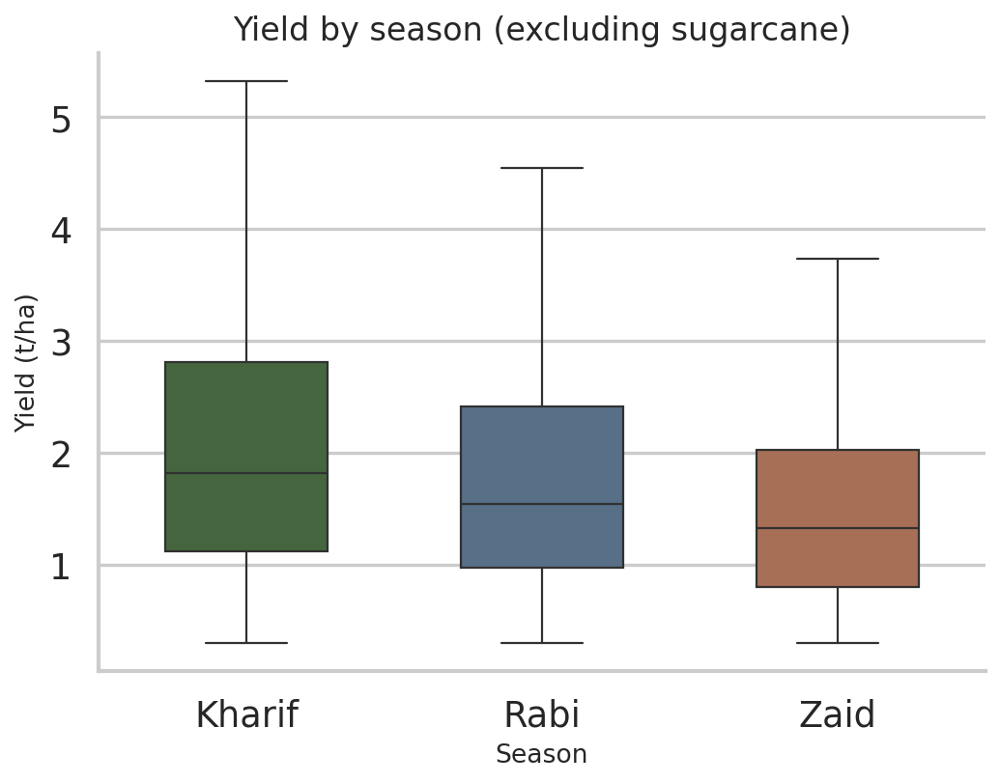 Yield by season (excluding sugarcane)
Yield (t/ha)
5
4
3
2
1
Kharif Rabi Zaid
Season